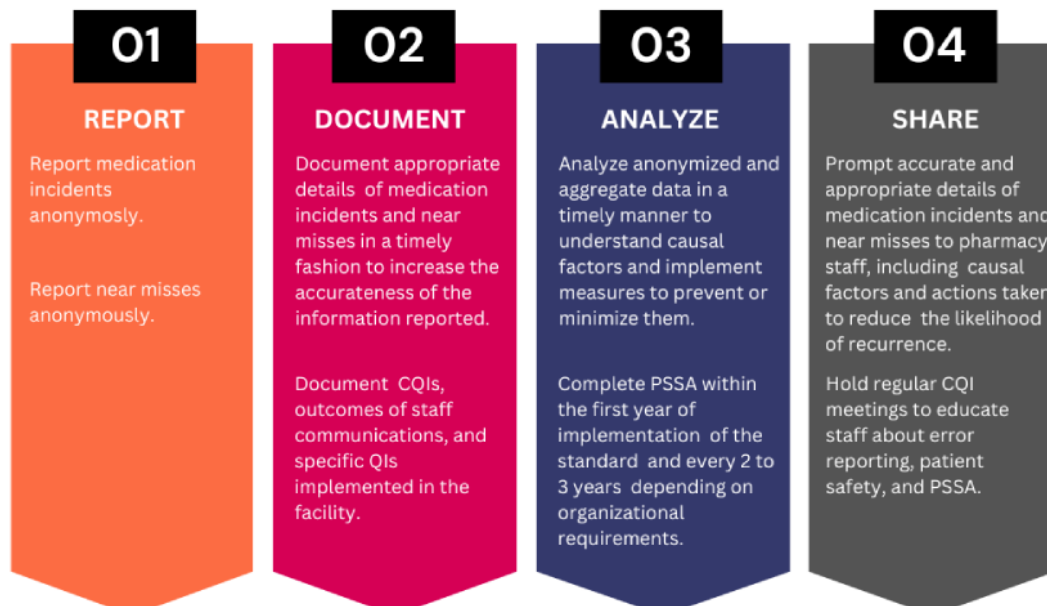 01
REPORT
Report medication
incidents
anonymosly.
Report near misses
anonymously.
02
DOCUMENT
Document appropriate
details of medication
incidents and near
misses in a timely
fashion to increase the
accurateness of the
information reported.
Document CQIs,
outcomes of staff
communications, and
specific QIs
implemented in the
facility.
03
ANALYZE
Analyze anonymized and
aggregate data in a
timely manner to
understand causal
factors and implement
measures to prevent or
minimize them.
Complete PSSA within
the first year of
implementation of the
standard and every 2 to
3 years depending on
organizational
requirements.
04
SHARE
Prompt accurate and
appropriate details of
medication incidents and
near misses to pharmacy
staff, including causal
factors and actions taken
to reduce the likelihood
of recurrence.
Hold regular CQI
meetings to educate
staff about error
reporting, patient
safety, and PSSA.